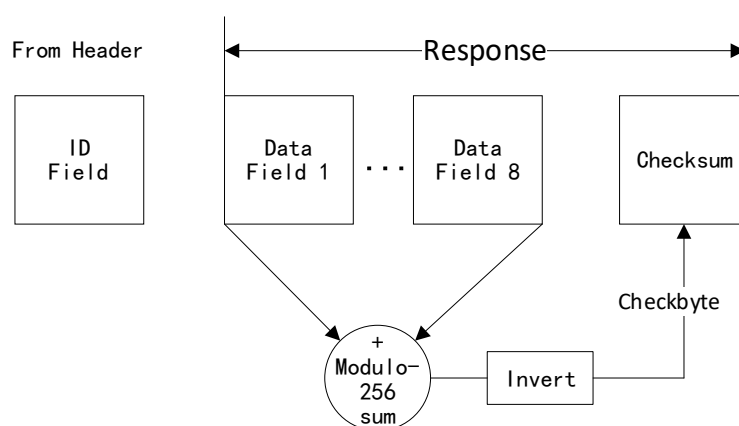 From Header
Response
ID
Field
Data
Field 1
...
Data
Field 8
Checksum
Checkbyte
+
Modulo-
256
sum
Invert